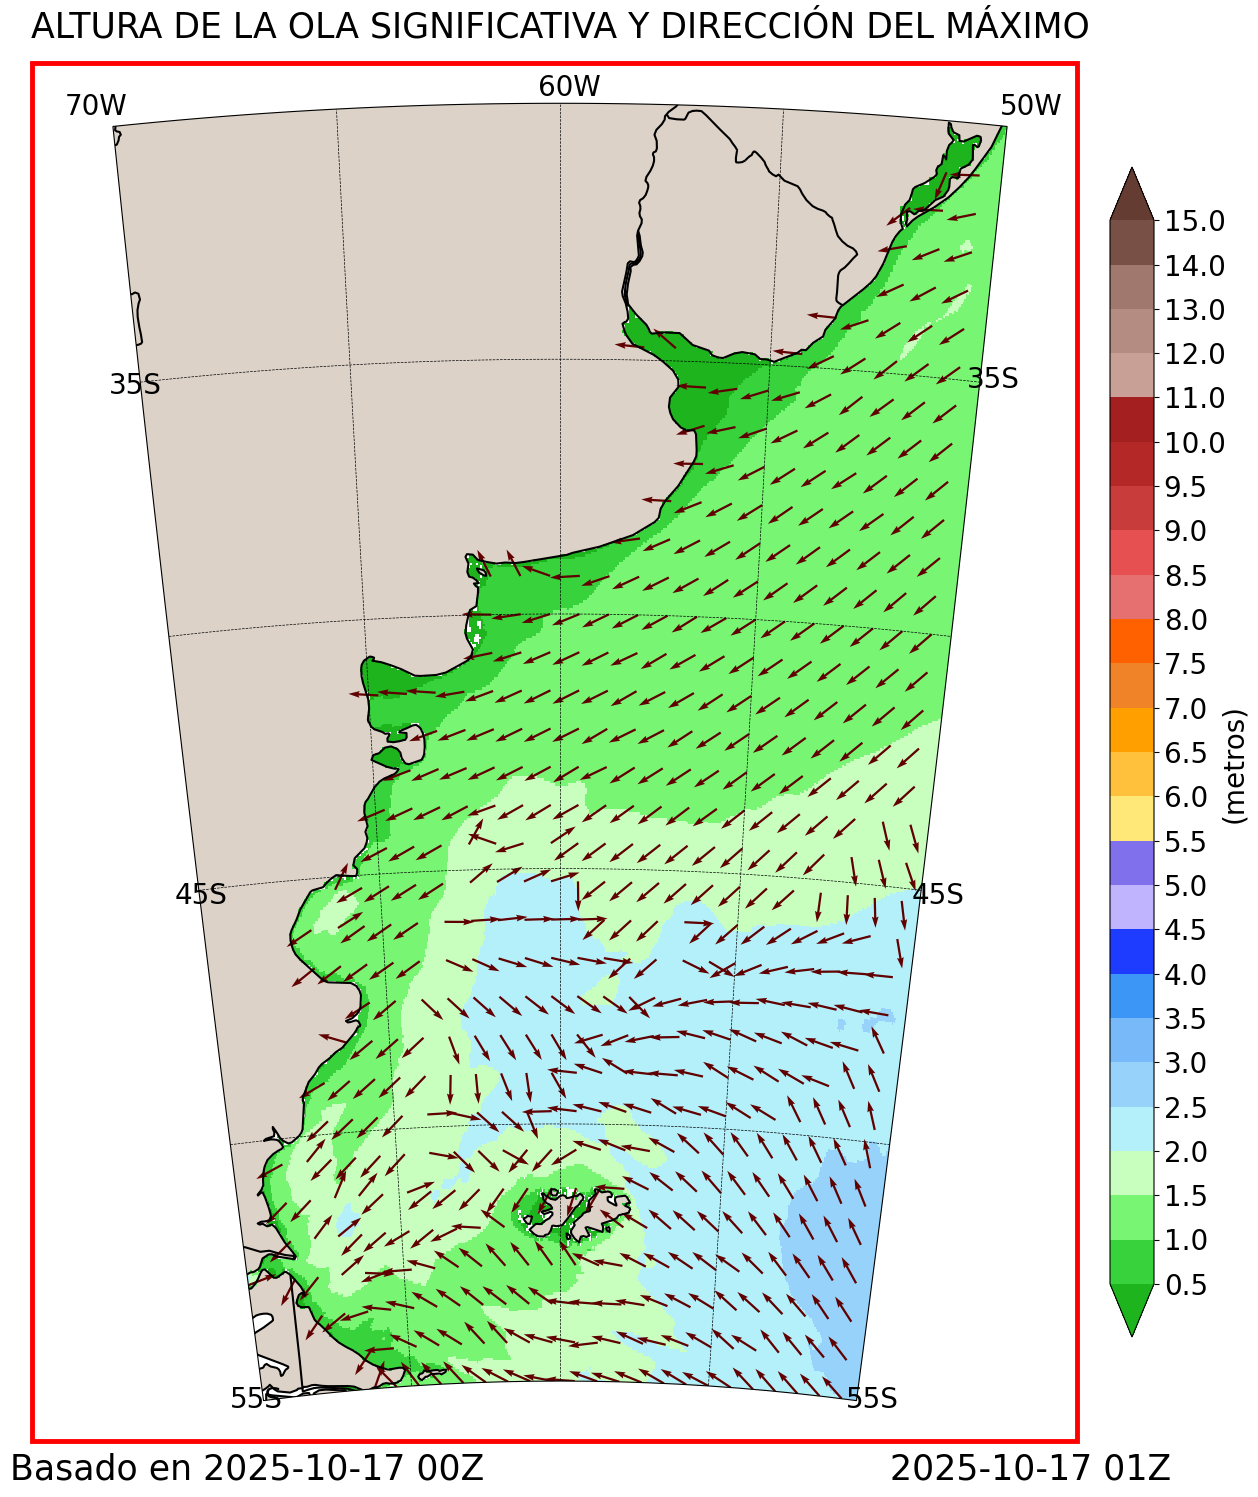 ALTURA DE LA OLA SIGNIFICATIVA Y DIRECCIÓN DEL MÁXIMO
70W
60W
50W
35S
35S
45S
45S
55S
55S
15.0
14.0
13.0
12.0
11.0
10.0
9.5
9.0
8.5
8.0
7.5
7.0
6.5
6.0
5.5
5.0
4.5
4.0
3.5
3.0
2.5
2.0
1.5
1.0
0.5
(metros)
Basado en 2025-10-17 00Z
2025-10-17 01Z